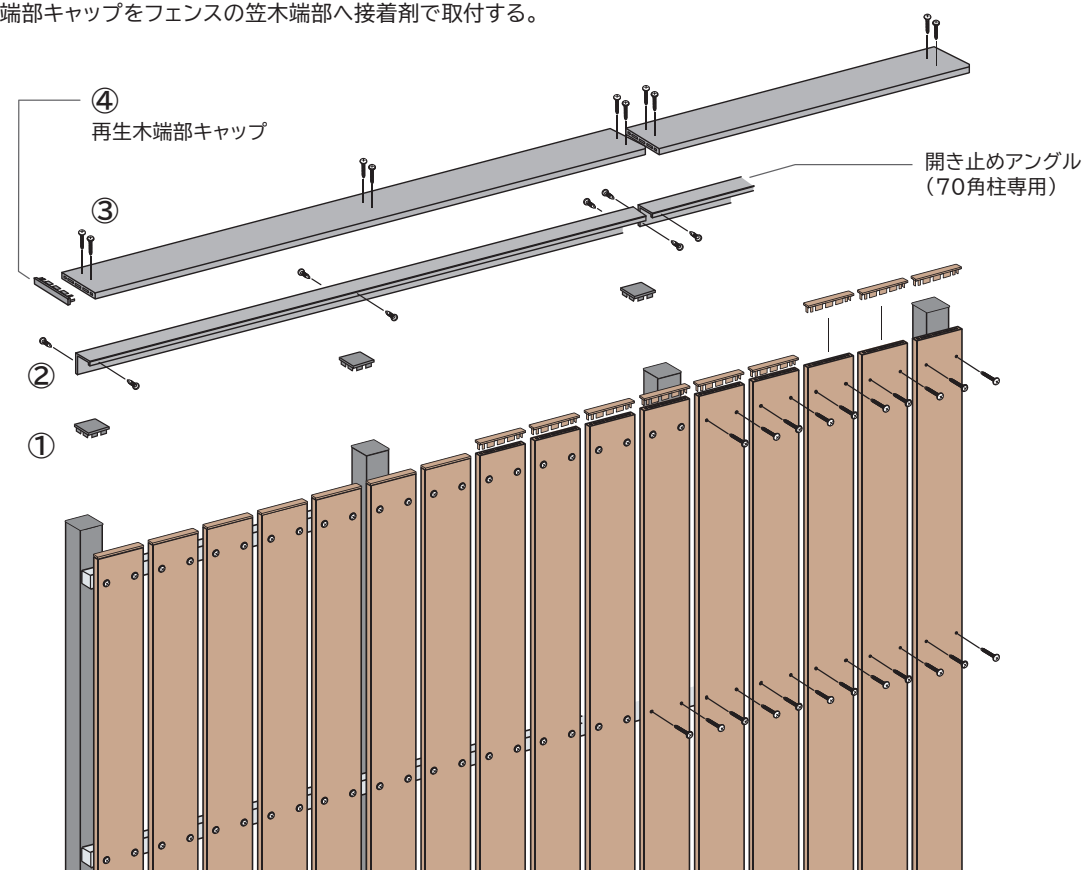 端部キャップをフェンスの笠木端部へ接着剤で取付する。
④
再生木端部キャップ
開き止めアングル
（70角柱専用）
③
②
①